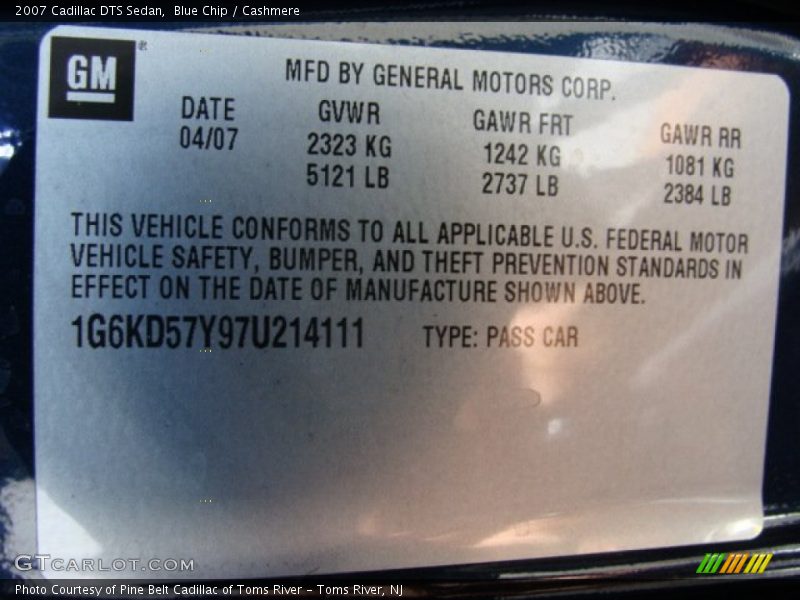 2007 Cadillac DTS Sedan,  Blue Chip / Cashmere
GM ®
MFD BY GENERAL MOTORS CORP.
DATE GVWR GAWR FRT GAWR RR
04/07 2323 KG 1242 KG 1081 KG
5121 LB 2737 LB 2384 LB
THIS VEHICLE CONFORMS TO ALL APPLICABLE U.S. FEDERAL MOTOR
VEHICLE SAFETY, BUMPER, AND THEFT PREVENTION STANDARDS IN
EFFECT ON THE DATE OF MANUFACTURE SHOWN ABOVE.
1G6KD57Y97U214111 TYPE: PASS CAR
GTCARLOT.COM
Photo Courtesy of Pine Belt Cadillac of Toms River – Toms River, NJ